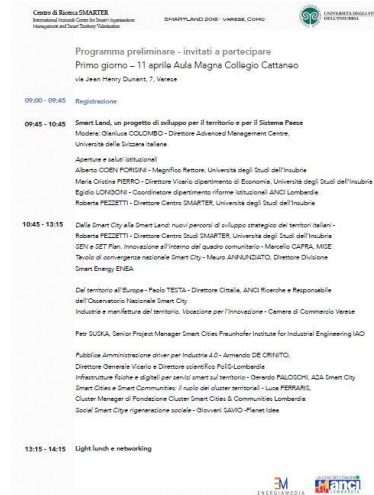 Centro di Ricerca SMARTER
International Research Center for Smart Organizations
Management and Smart Territory Valorization
SMARTLAND 2018 - VARESE, COMO
UNIVERSITÀ DEGLI STUDI
DELL'INSUBRIA
Programma preliminare - invitati a partecipare
Primo giorno – 11 aprile Aula Magna Collegio Cattaneo
via Jean Henry Dunant, 7, Varese
09:00 - 09:45 Registrazione
09:45 - 10:45 Smart Land, un progetto di sviluppo per il territorio e per il Sistema Paese
Modera: Gianluca COLOMBO - Direttore Advanced Management Centre,
Università della Svizzera Italiana
Aperture e saluti istituzionali
Alberto COEN PORISINI - Magnifico Rettore, Università degli Studi dell'Insubria
Maria Cristina PIERRO - Direttore Vicario dipartimento di Economia, Università degli Studi dell'Insubria
Egidio LONGONI - Coordinatore dipartimento riforme istituzionali ANCI Lombardia
Roberta PEZZETTI - Direttore Centro SMARTER, Università degli Studi dell'Insubria
10:45 - 13:15 Dalla Smart City alla Smart Land: nuovi percorsi di sviluppo strategico dei territori italiani -
Roberta PEZZETTI - Direttore Centro Studi SMARTER, Università degli Studi dell'Insubria
SEN e SET Plan. Innovazione all'interno del quadro comunitario - Marcello CAPRA, MISE
Tavolo di convergenza nazionale Smart City - Mauro ANNUNZIATO, Direttore Divisione
Smart Energy ENEA
Dal territorio all'Europa - Paolo TESTA - Direttore Cittalia, ANCI Ricerche e Responsabile
dell'Osservatorio Nazionale Smart City
Industria e manifattura del territorio. Vocazione per l'innovazione - Camera di Commercio Varese
Petr SUSKA, Senior Project Manager Smart Cities Fraunhofer Institute for Industrial Engineering IAO
Pubblica Amministrazione driver per Industria 4.0 - Armando DE CRINITO,
Direttore Generale Vicario e Direttore scientifico PoliS-Lombardia
Infrastrutture fisiche e digitali per servizi smart sul territorio - Gerardo PALOSCHI, A2A Smart City
Smart Cities e Smart Communities: il ruolo dei cluster territoriali - Luca FERRARIS,
Cluster Manager di Fondazione Cluster Smart Cities & Communities Lombardia
Social Smart City e rigenerazione sociale - Giovani SAVIO -Planet Idea
13:15 - 14:15 Light lunch e networking
EM
ENERGIAMEDIA
LA CASA DEI COMUNI
anci
LOMBARDIA